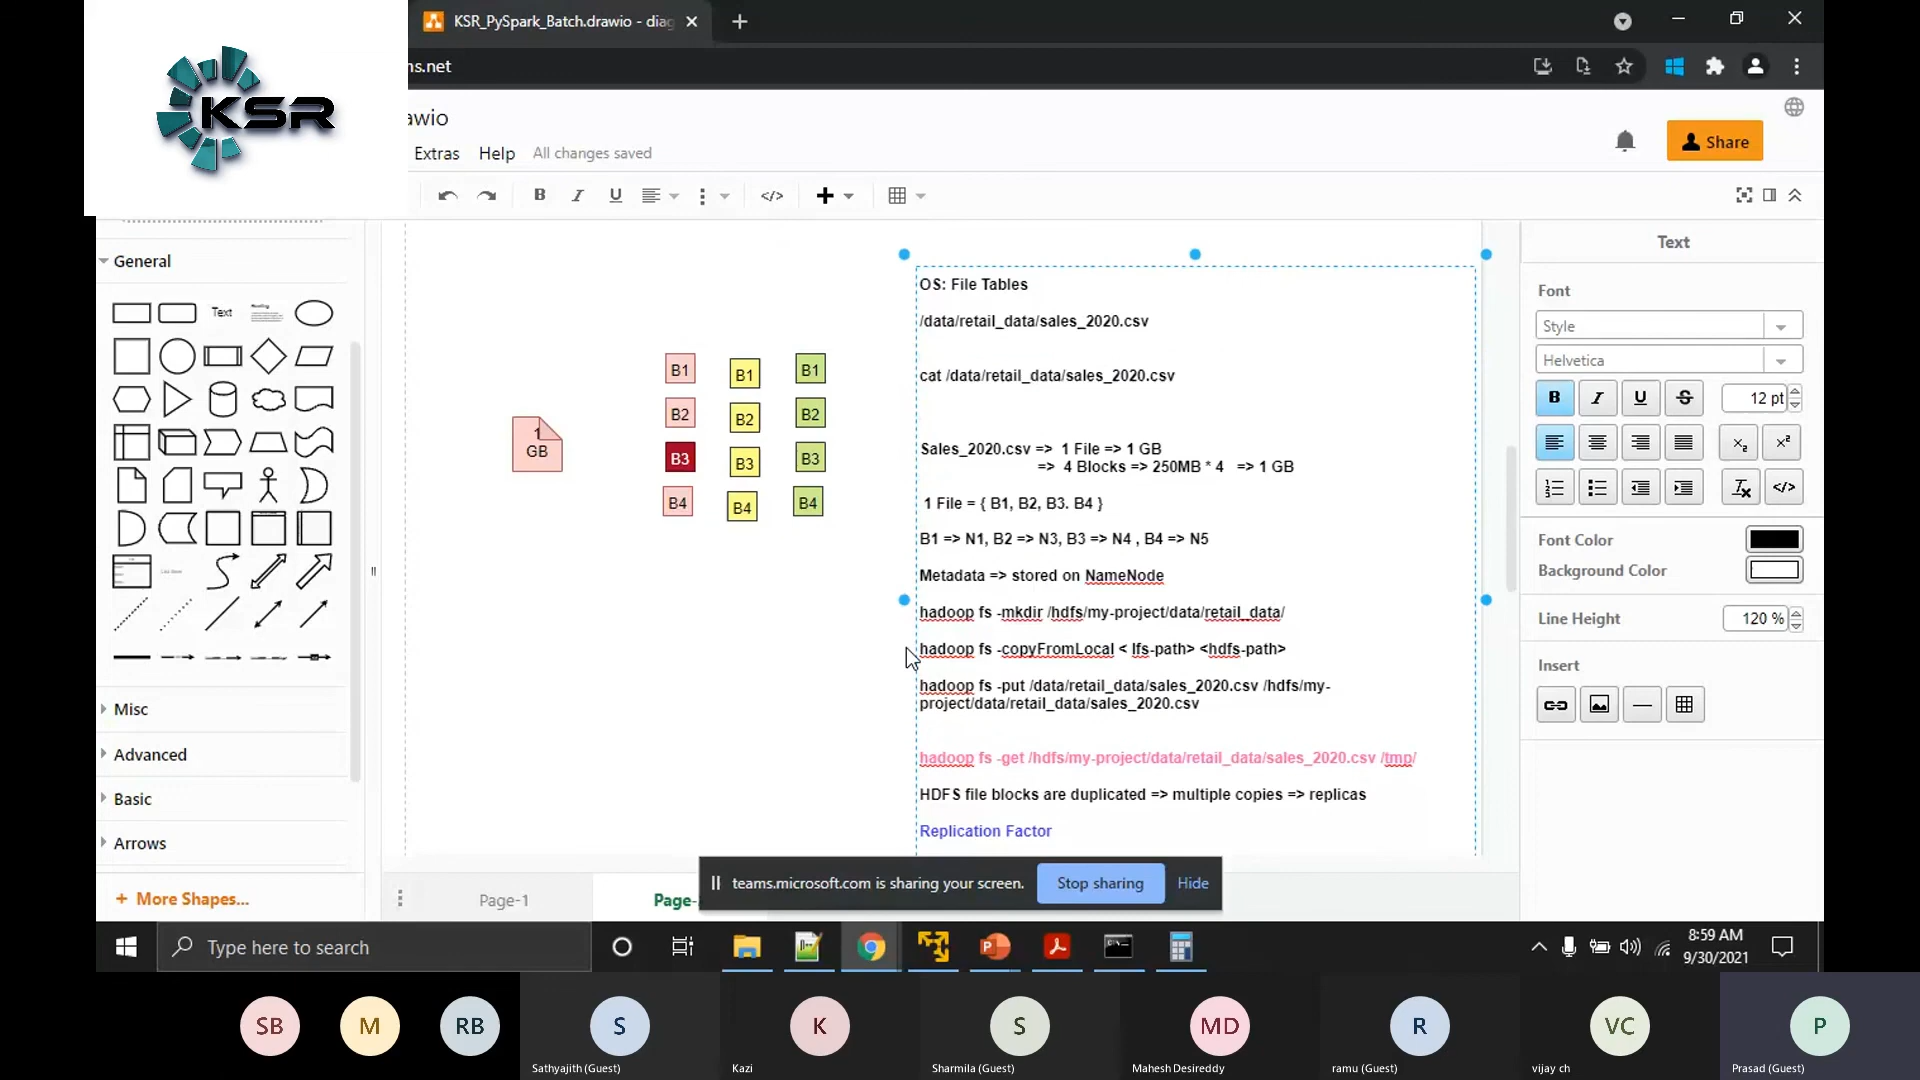 KSR
KSR_PySpark_Batch.drawio - diag
ns.net
awio
Extras Help All changes saved
Share
B I U
General
Text
Heading
Misc
Advanced
Basic
Arrows
+ More Shapes...
1
GB
B1 B1 B1
B2 B2 B2
B3 B3 B3
B4 B4 B4
OS: File Tables
/data/retail_data/sales_2020.csv
cat /data/retail_data/sales_2020.csv
Sales_2020.csv => 1 File => 1 GB
=> 4 Blocks => 250MB * 4 => 1 GB
1 File = { B1, B2, B3. B4 }
B1 => N1, B2 => N3, B3 => N4 , B4 => N5
Metadata => stored on NameNode
hadoop fs -mkdir /hdfs/my-project/data/retail_data/
hadoop fs -copyFromLocal < lfs-path> <hdfs-path>
hadoop fs -put /data/retail_data/sales_2020.csv /hdfs/my-
project/data/retail_data/sales_2020.csv
hadoop fs -get /hdfs/my-project/data/retail_data/sales_2020.csv /tmp/
HDFS file blocks are duplicated => multiple copies => replicas
Replication Factor
Text
Font
Style
Helvetica
B I U S 12 pt
Font Color
Background Color
Line Height 120 %
Insert
Page-1 Page-
teams.microsoft.com is sharing your screen. Stop sharing Hide
Type here to search
8:59 AM
9/30/2021
SB M RB S K S MD R VC P
Sathyajith (Guest) Kazi Sharmila (Guest) Mahesh Desireddy ramu (Guest) vijay ch Prasad (Guest)